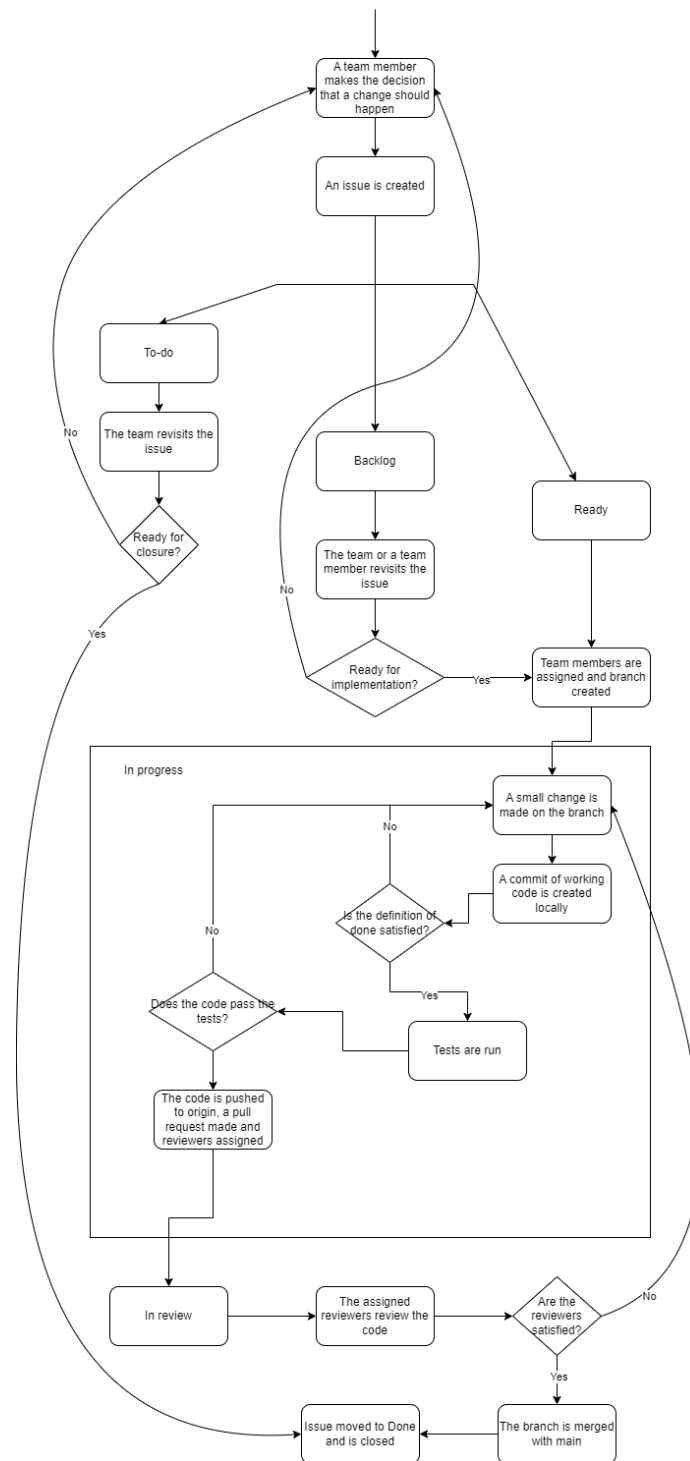 A team member
makes the decision
that a change should
happen
An issue is created
To-do
The team revisits the
issue
No
Ready for
closure?
Yes
Backlog
The team or a team
member revisits the
issue
No
Ready for
implementation?
Yes
Ready
Team members are
assigned and branch
created
In progress
A small change is
made on the branch
A commit of working
code is created
locally
No
Is the definition of
done satisfied?
Yes
Tests are run
No
Does the code pass the
tests?
The code is pushed
to origin, a pull
request made and
reviewers assigned
In review
The assigned
reviewers review the
code
Are the
reviewers
satisfied?
No
Yes
The branch is merged
with main
Issue moved to Done
and is closed